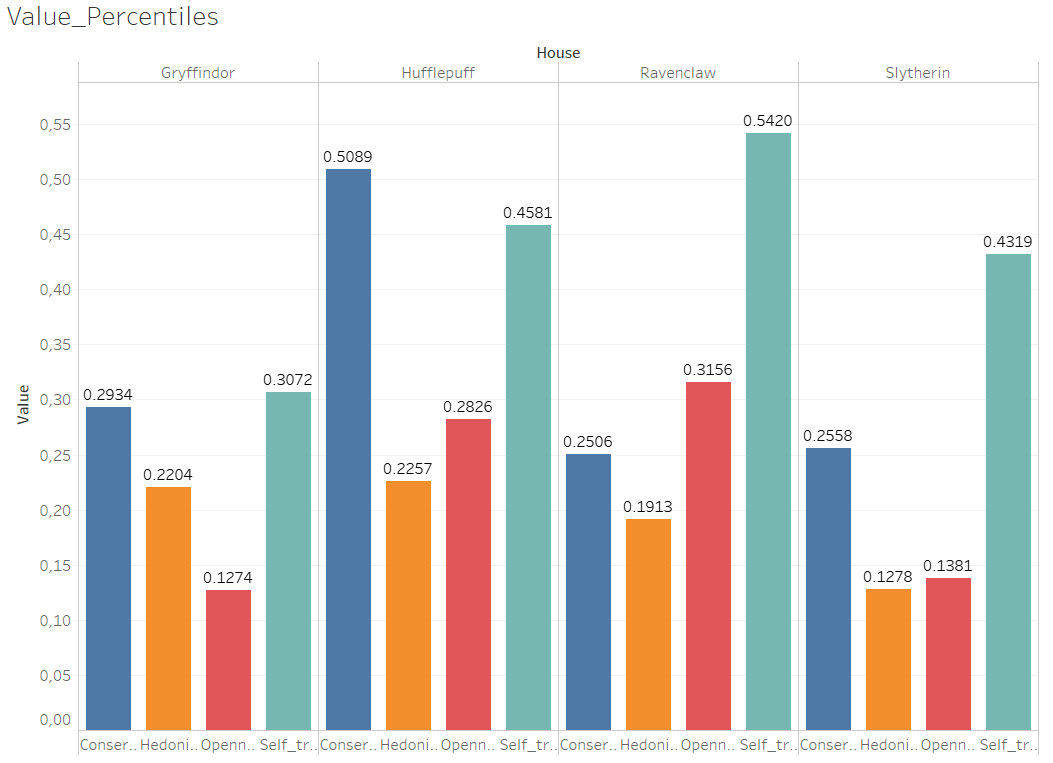 Value_Percentiles
House
Gryffindor Hufflepuff Ravenclaw Slytherin
Value
0,55
0,50
0,45
0,40
0,35
0,30
0,25
0,20
0,15
0,10
0,05
0,00
0.2934 0.2204 0.1274 0.3072
0.5089 0.2257 0.2826 0.4581
0.2506 0.1913 0.3156 0.5420
0.2558 0.1278 0.1381 0.4319
Conser.. Hedoni.. Openn.. Self_tr.. Conser.. Hedoni.. Openn.. Self_tr.. Conser.. Hedoni.. Openn.. Self_tr.. Conser.. Hedoni.. Openn.. Self_tr..